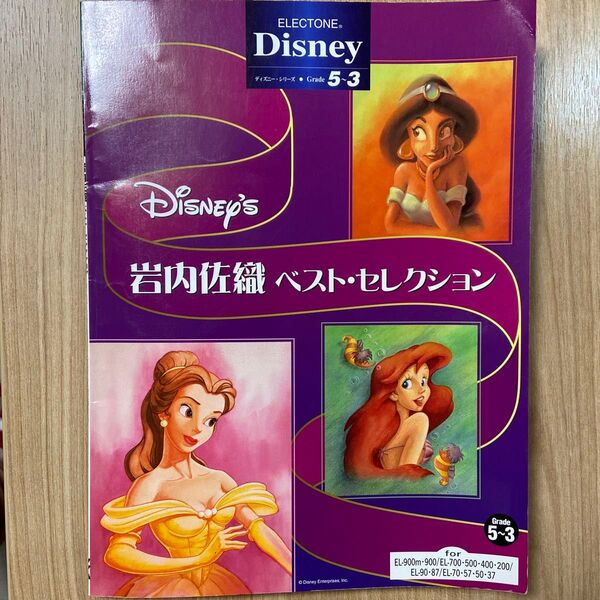 ELECTONE®
Disney
ディズニー・シリーズ ● Grade 5~3
Disney's
岩内佐織 ベスト・セレクション
Grade
5~3
for
EL-900m・900/EL-700・500・400・200/
EL-90・87/EL-70・57・50・37
© Disney Enterprises, Inc.